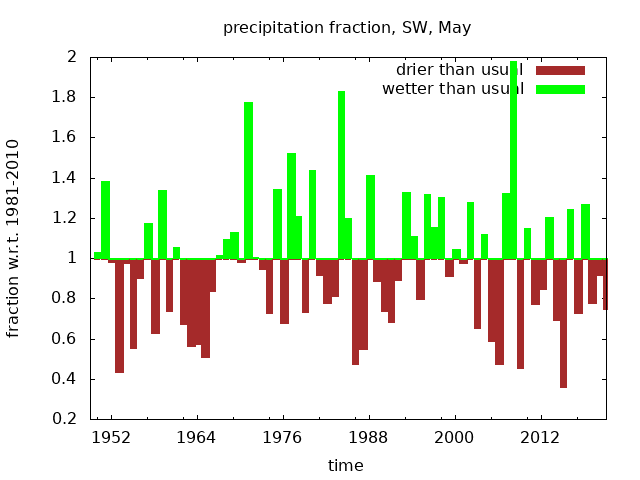 precipitation fraction, SW, May
drier than usual
wetter than usual
fraction w.r.t. 1981-2010
2
1.8
1.6
1.4
1.2
1
0.8
0.6
0.4
0.2
1952 1964 1976 1988 2000 2012
time